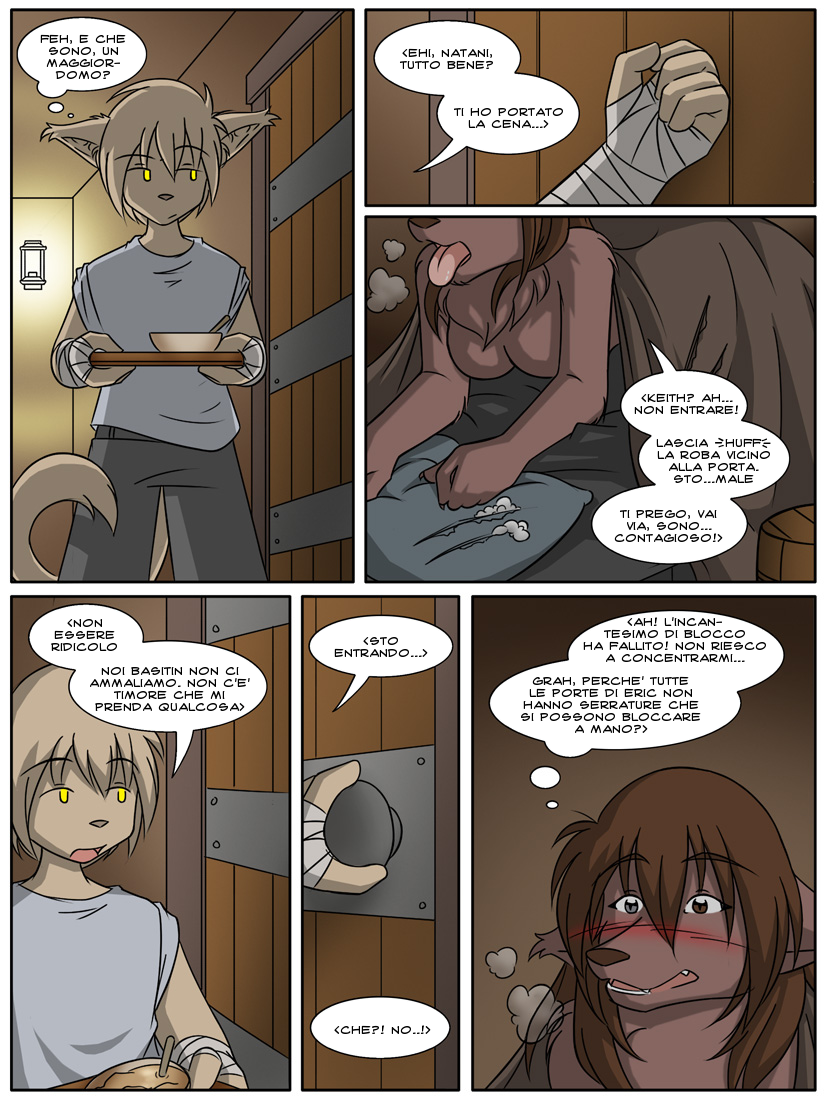 FEH, E CHE
SONO, UN
MAGGIOR-
DOMO?
<EHI, NATANI,
TUTTO BENE?
TI HO PORTATO
LA CENA...>
<KEITH? AH...
NON ENTRARE!
LASCIA >HUFF<
LA ROBA VICINO
ALLA PORTA.
STO...MALE
TI PREGO, VAI
VIA, SONO...
CONTAGIOSO!>
<NON
ESSERE
RIDICOLO
NOI BASITIN NON CI
AMMALIAMO. NON C'E'
TIMORE CHE MI
PRENDA QUALCOSA>
<STO
ENTRANDO...>
<CHE?! NO..!>
<AH! L'INCAN-
TESIMO DI BLOCCO
HA FALLITO! NON RIESCO
A CONCENTRARMI...
GRAH, PERCHE' TUTTE
LE PORTE DI ERIC NON
HANNO SERRATURE CHE
SI POSSONO BLOCCARE
A MANO?>